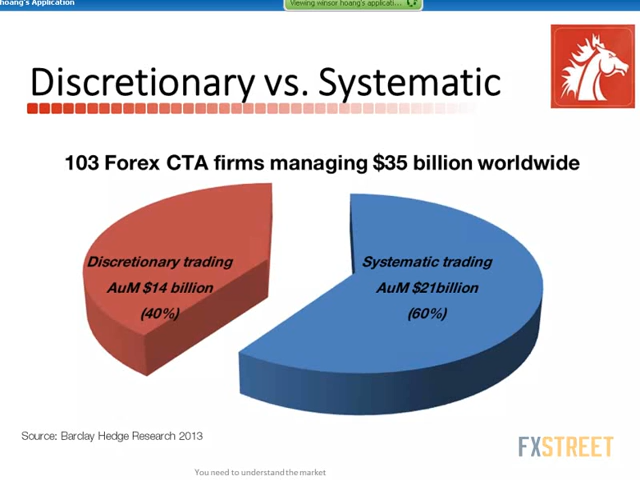 hoang's Application
Viewing winsor hoang's applicati...
Discretionary vs. Systematic
103 Forex CTA firms managing $35 billion worldwide
Discretionary trading
AuM $14 billion
(40%)
Systematic trading
AuM $21billion
(60%)
Source: Barclay Hedge Research 2013
FXSTREET
You need to understand the market